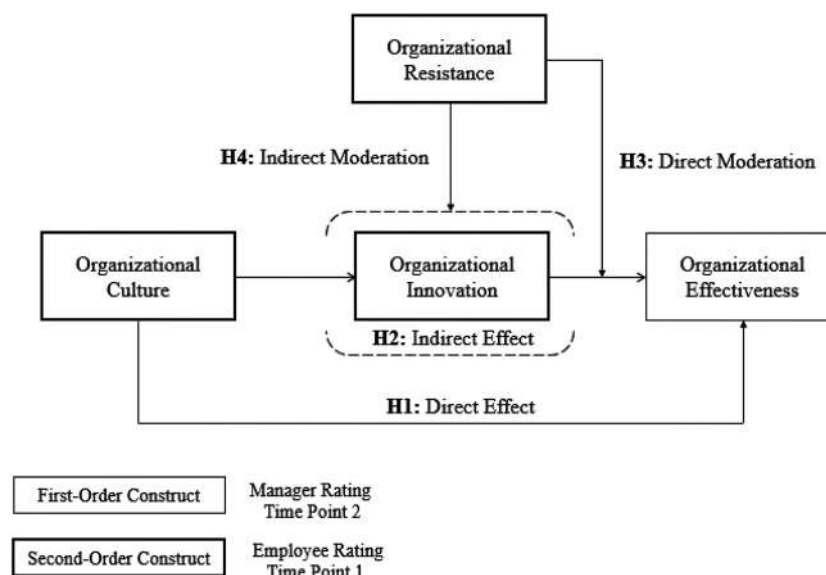 Organizational
Resistance
H4: Indirect Moderation
H3: Direct Moderation
Organizational
Culture
Organizational
Innovation
Organizational
Effectiveness
H2: Indirect Effect
H1: Direct Effect
First-Order Construct
Manager Rating
Time Point 2
Second-Order Construct
Employee Rating
Time Point 1